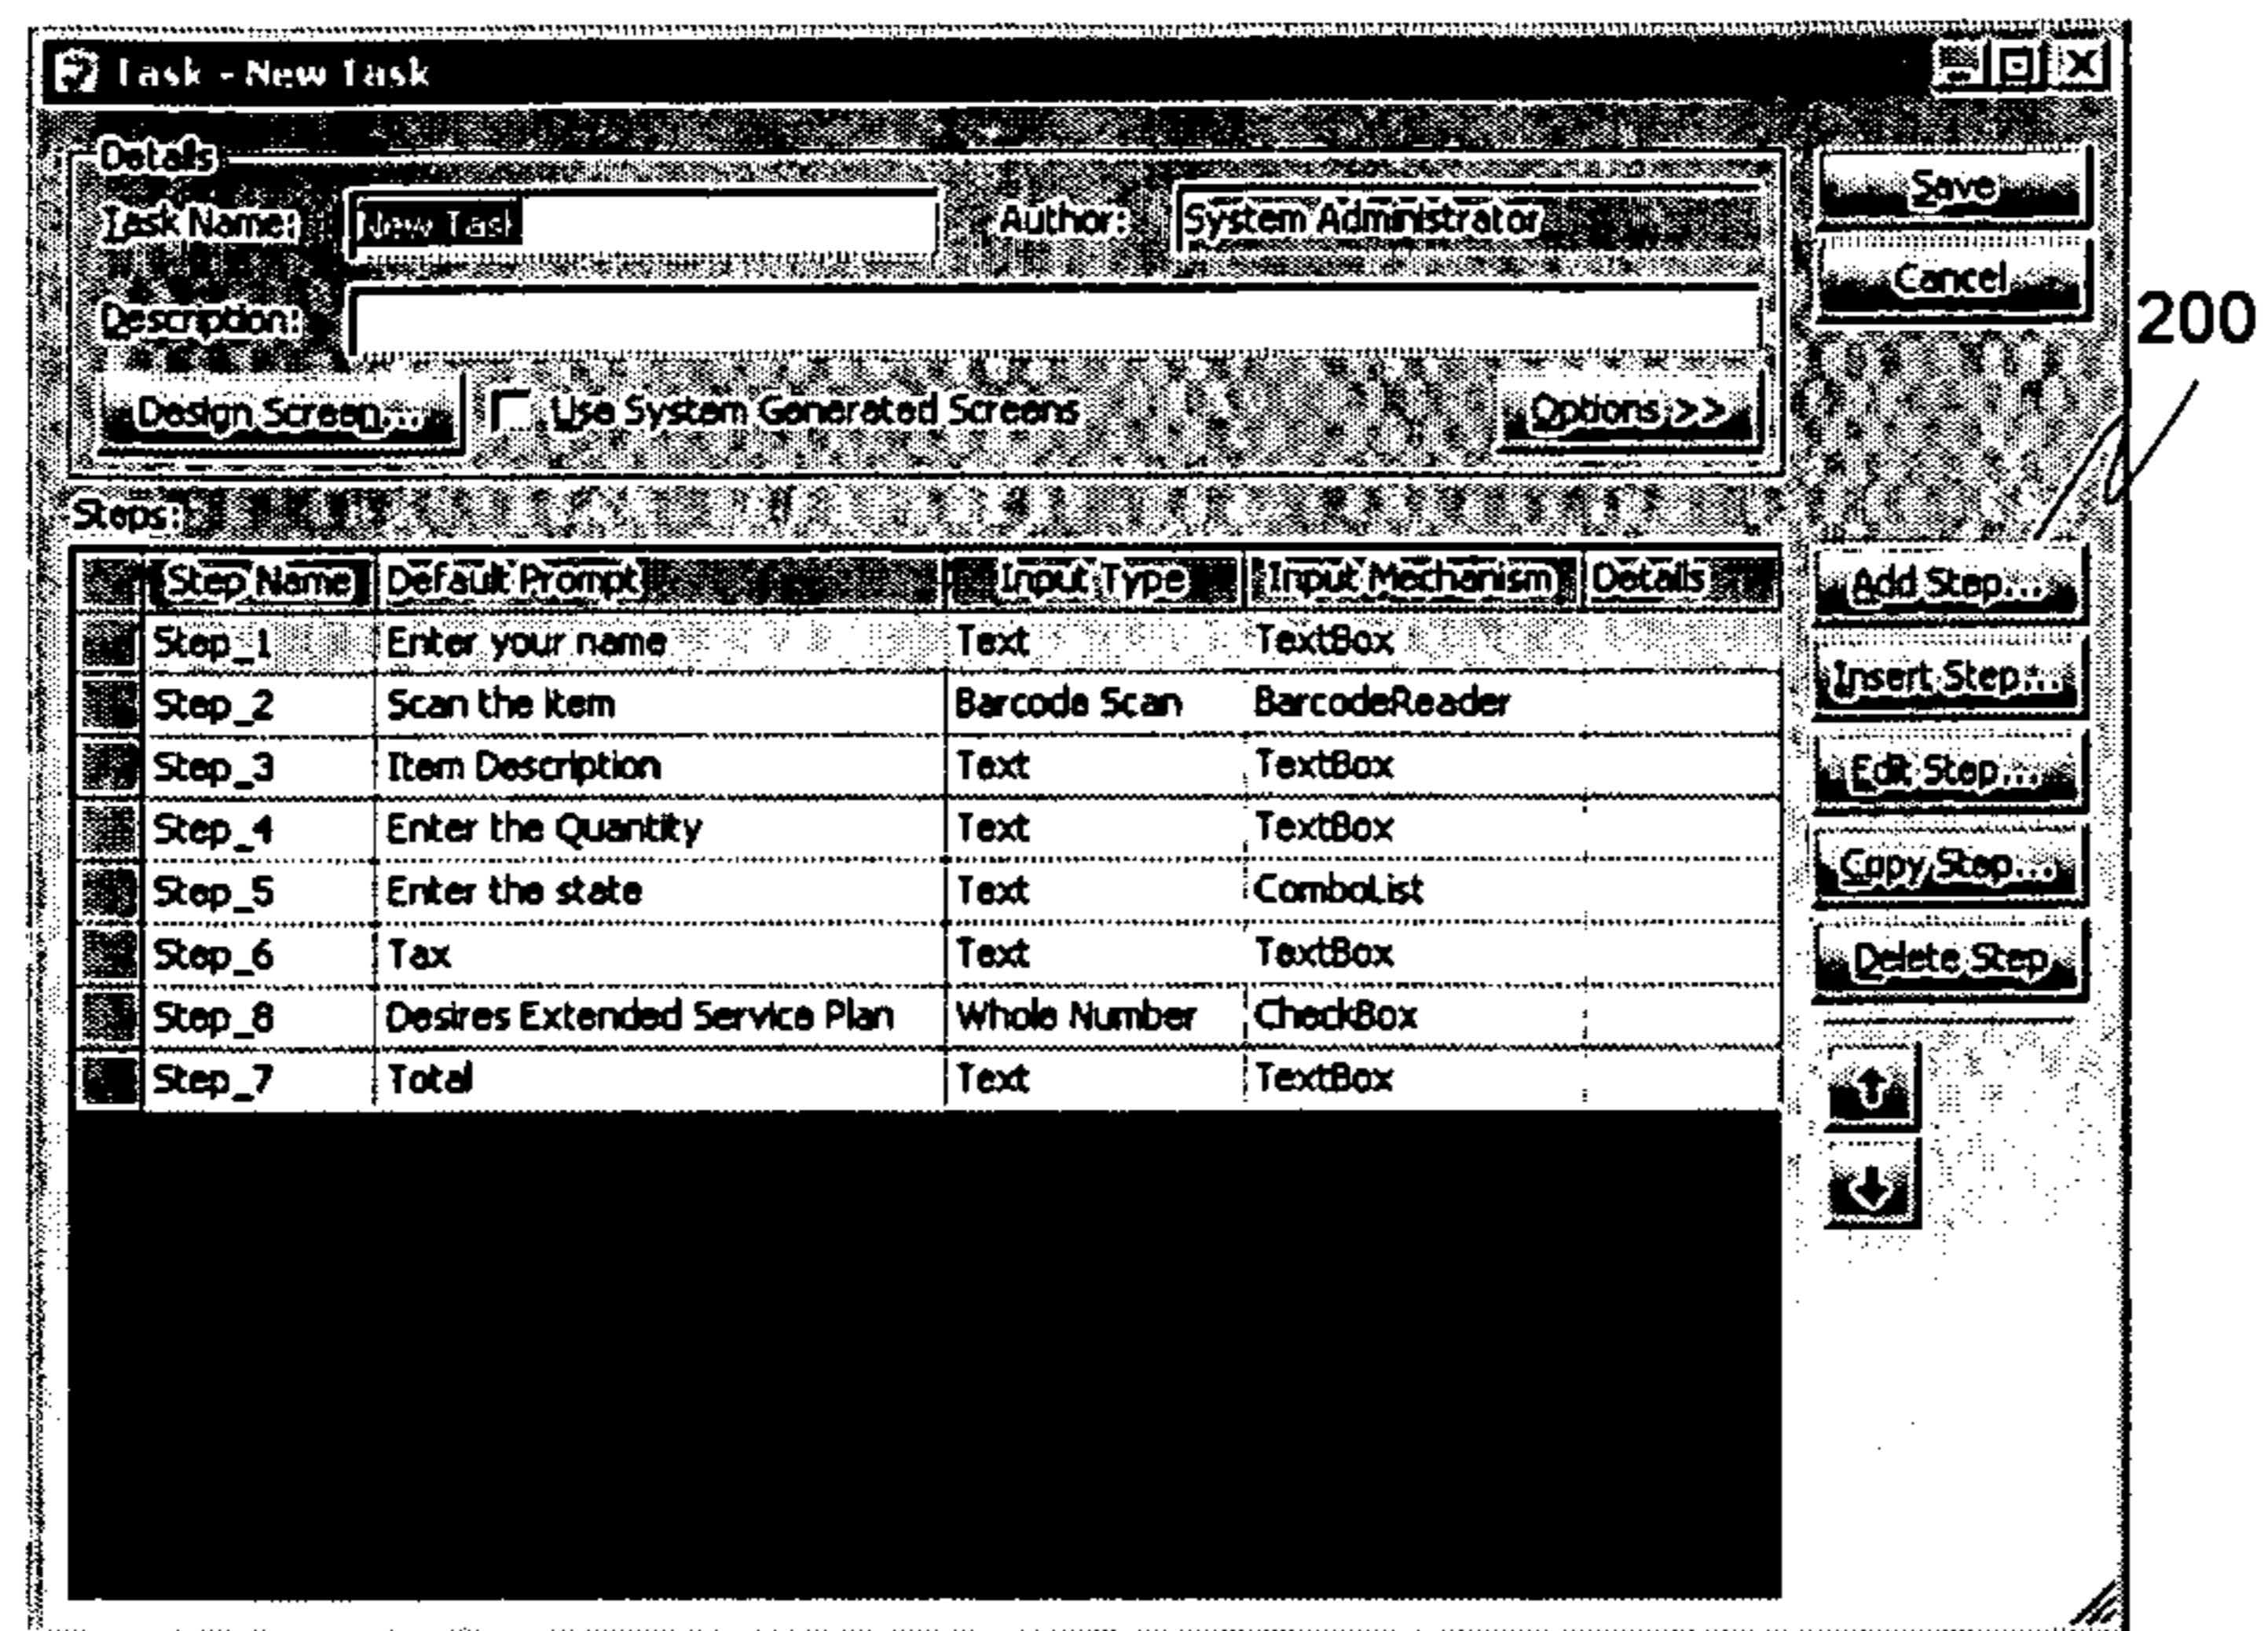 Task - New Task
Details
Task Name: New Task Author: System Administrator Save
Cancel
Description: 200
Design Screen... Use System Generated Screens Options >>
Steps:
Step Name Default Prompt Input Type Input Mechanism Details Add Step...
Step_1 Enter your name Text TextBox
Insert Step...
Step_2 Scan the Item Barcode Scan BarcodeReader
Step_3 Item Description Text TextBox Edit Step...
Step_4 Enter the Quantity Text TextBox
Copy Step...
Step_5 Enter the state Text ComboList
Step_6 Tax Text TextBox Delete Step
Step_8 Desires Extended Service Plan Whole Number CheckBox
Step_7 Total Text TextBox